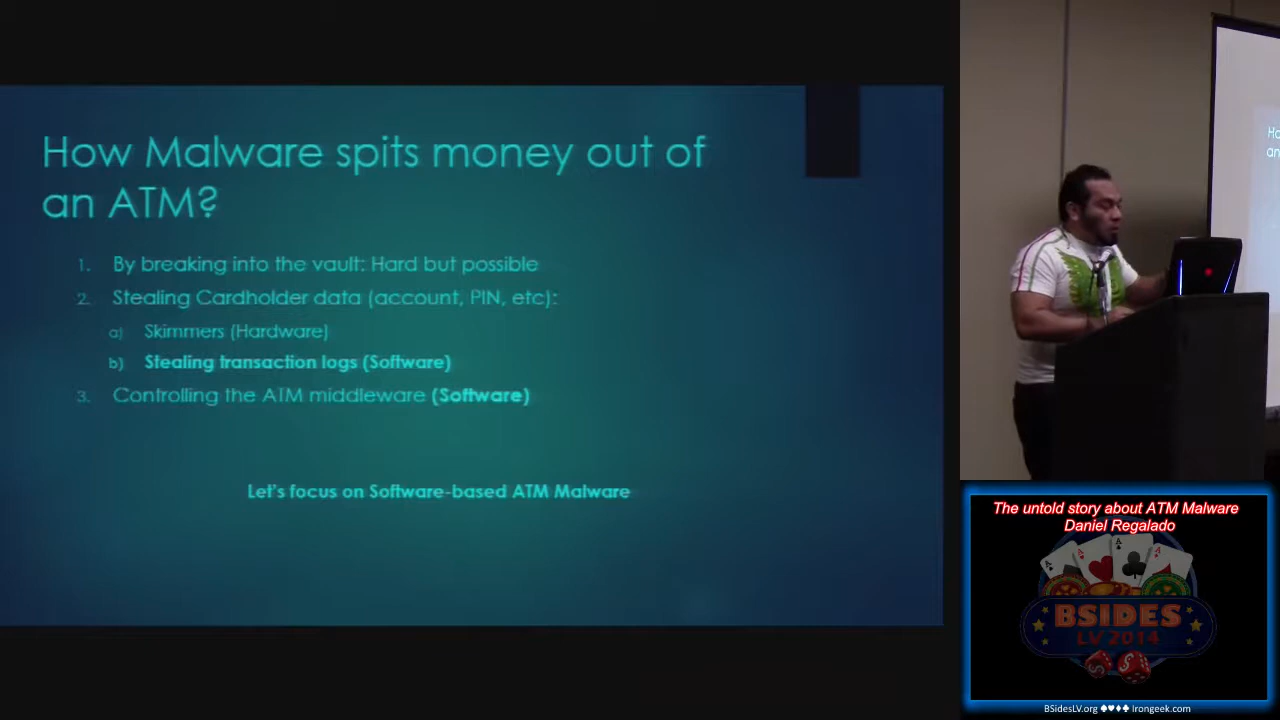 How Malware spits money out of
an ATM?
1. By breaking into the vault: Hard but possible
2. Stealing Cardholder data (account, PIN, etc):
a) Skimmers (Hardware)
b) Stealing transaction logs (Software)
3. Controlling the ATM middleware (Software)
Let's focus on Software-based ATM Malware
Ho
an
The untold story about ATM Malware
Daniel Regalado
A A A A
BSIDES
LV 2014
S S
BSidesLV.org ♠♥♦♣ Irongeek.com